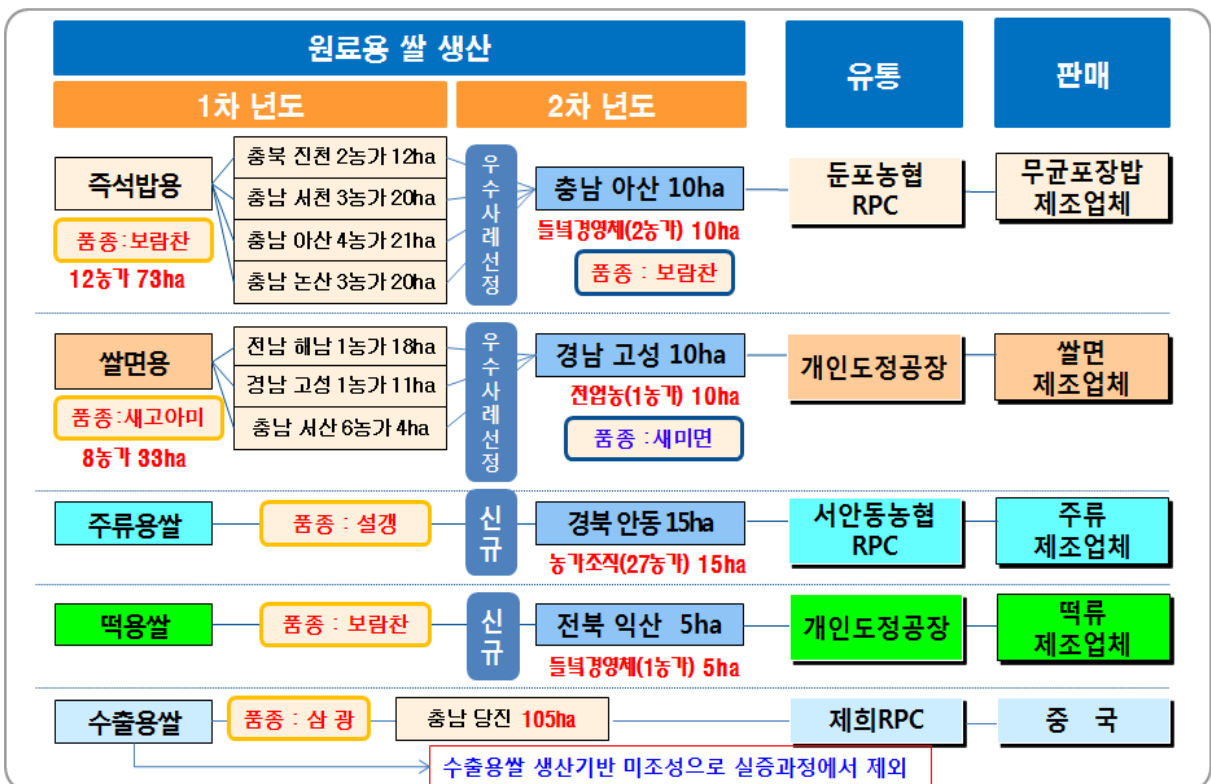 원료용 쌀 생산
유통
판매
1차 년도
2차 년도
즉석밥용
품종:보람찬
12농가 73ha
충북 진천 2농가 12ha
충남 서천 3농가 20ha
충남 아산 4농가 21ha
충남 논산 3농가 20ha
우수사례선정
충남 아산 10ha
들녘경영체(2농가) 10ha
품종 : 보람찬
둔포농협
RPC
무균포장밥
제조업체
쌀면용
품종:새고아미
8농가 33ha
전남 해남 1농가 18ha
경남 고성 1농가 11ha
충남 서산 6농가 4ha
우수사례선정
경남 고성 10ha
전업농(1농가) 10ha
품종 : 새미면
개인도정공장
쌀면
제조업체
주류용쌀
품종 : 설갱
신규
경북 안동 15ha
농가조직(27농가) 15ha
서안동농협
RPC
주류
제조업체
떡용쌀
품종 : 보람찬
신규
전북 익산 5ha
들녘경영체(1농가) 5ha
개인도정공장
떡류
제조업체
수출용쌀
품종 : 삼 광
충남 당진 105ha
제희RPC
중 국
수출용쌀 생산기반 미조성으로 실증과정에서 제외